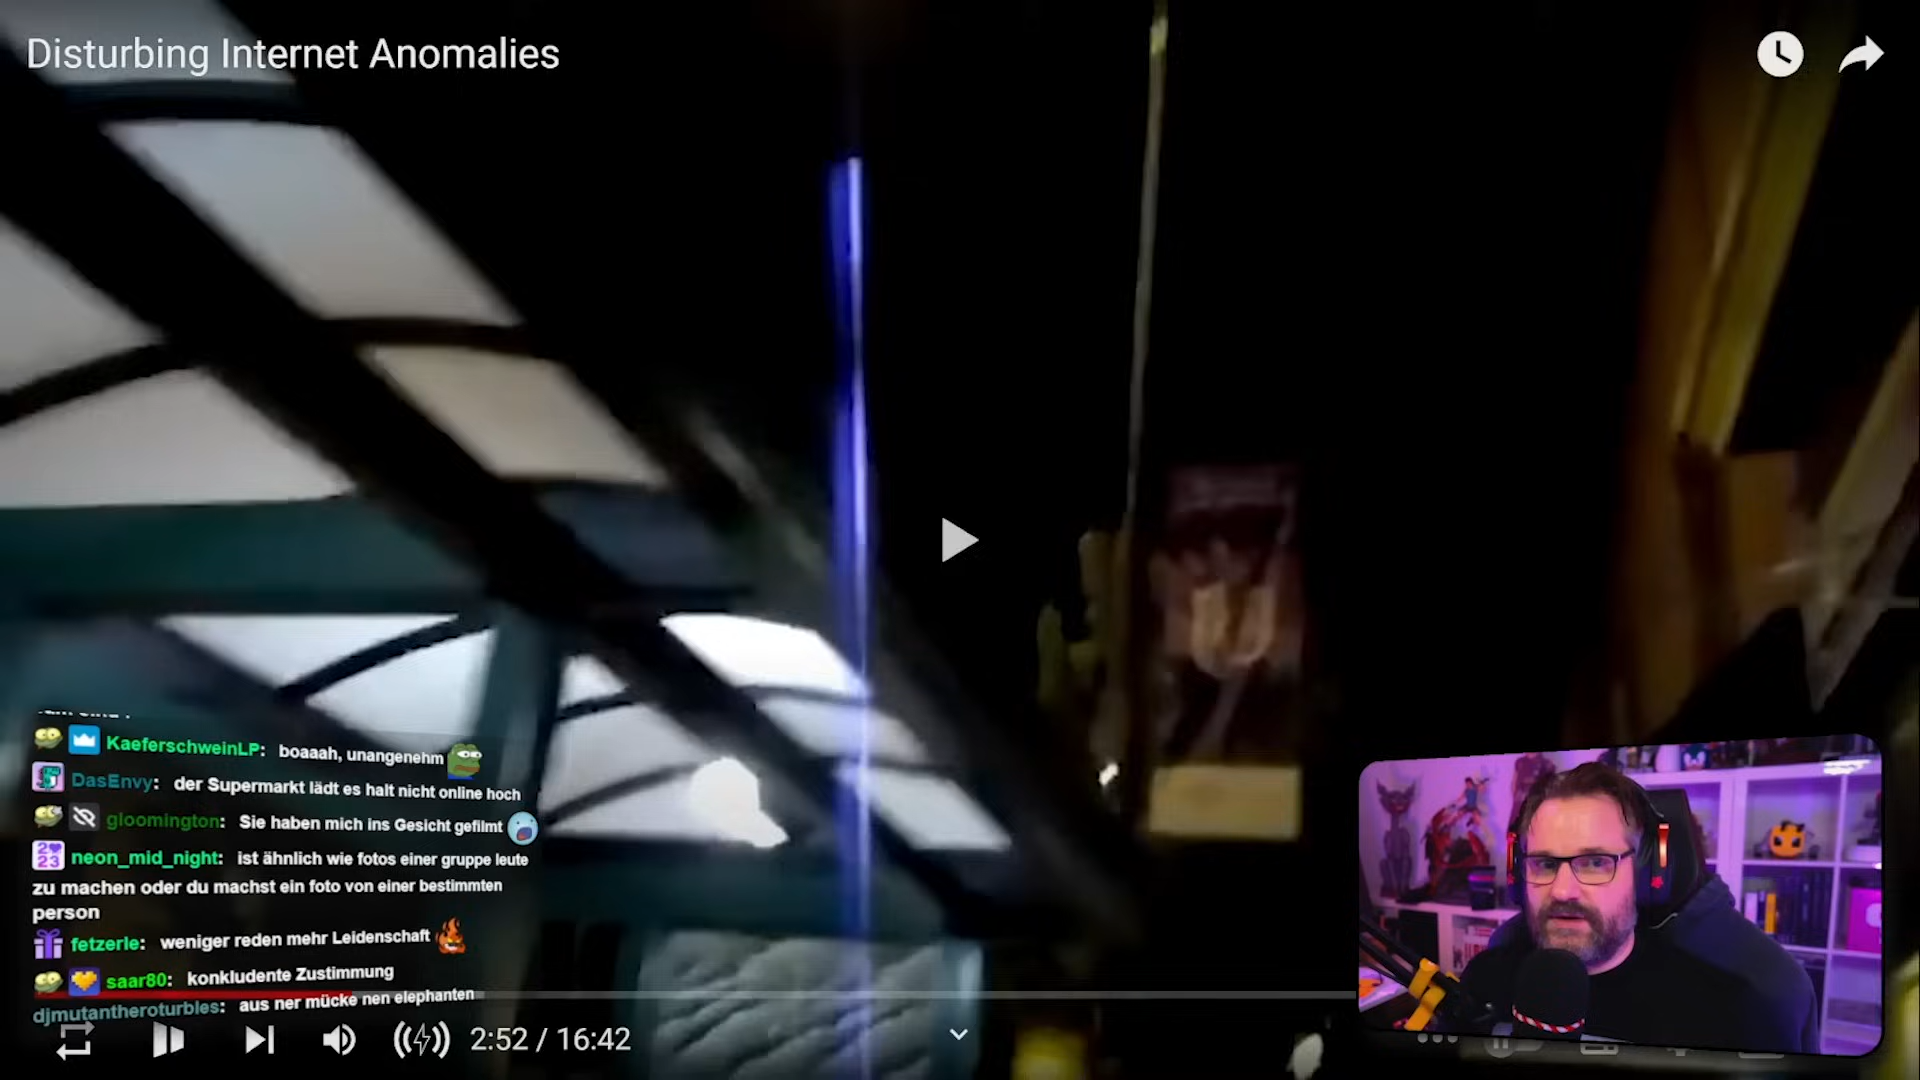 Disturbing Internet Anomalies
KaeferschweinLP: boaaah, unangenehm
DasEnvy: der Supermarkt lädt es halt nicht online hoch
gloomington: Sie haben mich ins Gesicht gefilmt
neon_mid_night: ist ähnlich wie fotos einer gruppe leute
zu machen oder du machst ein foto von einer bestimmten
person
fetzerle: weniger reden mehr Leidenschaft
saar80: konkludente Zustimmung
djmutantheroturbles: aus ner mücke nen elephanten
2:52 / 16:42